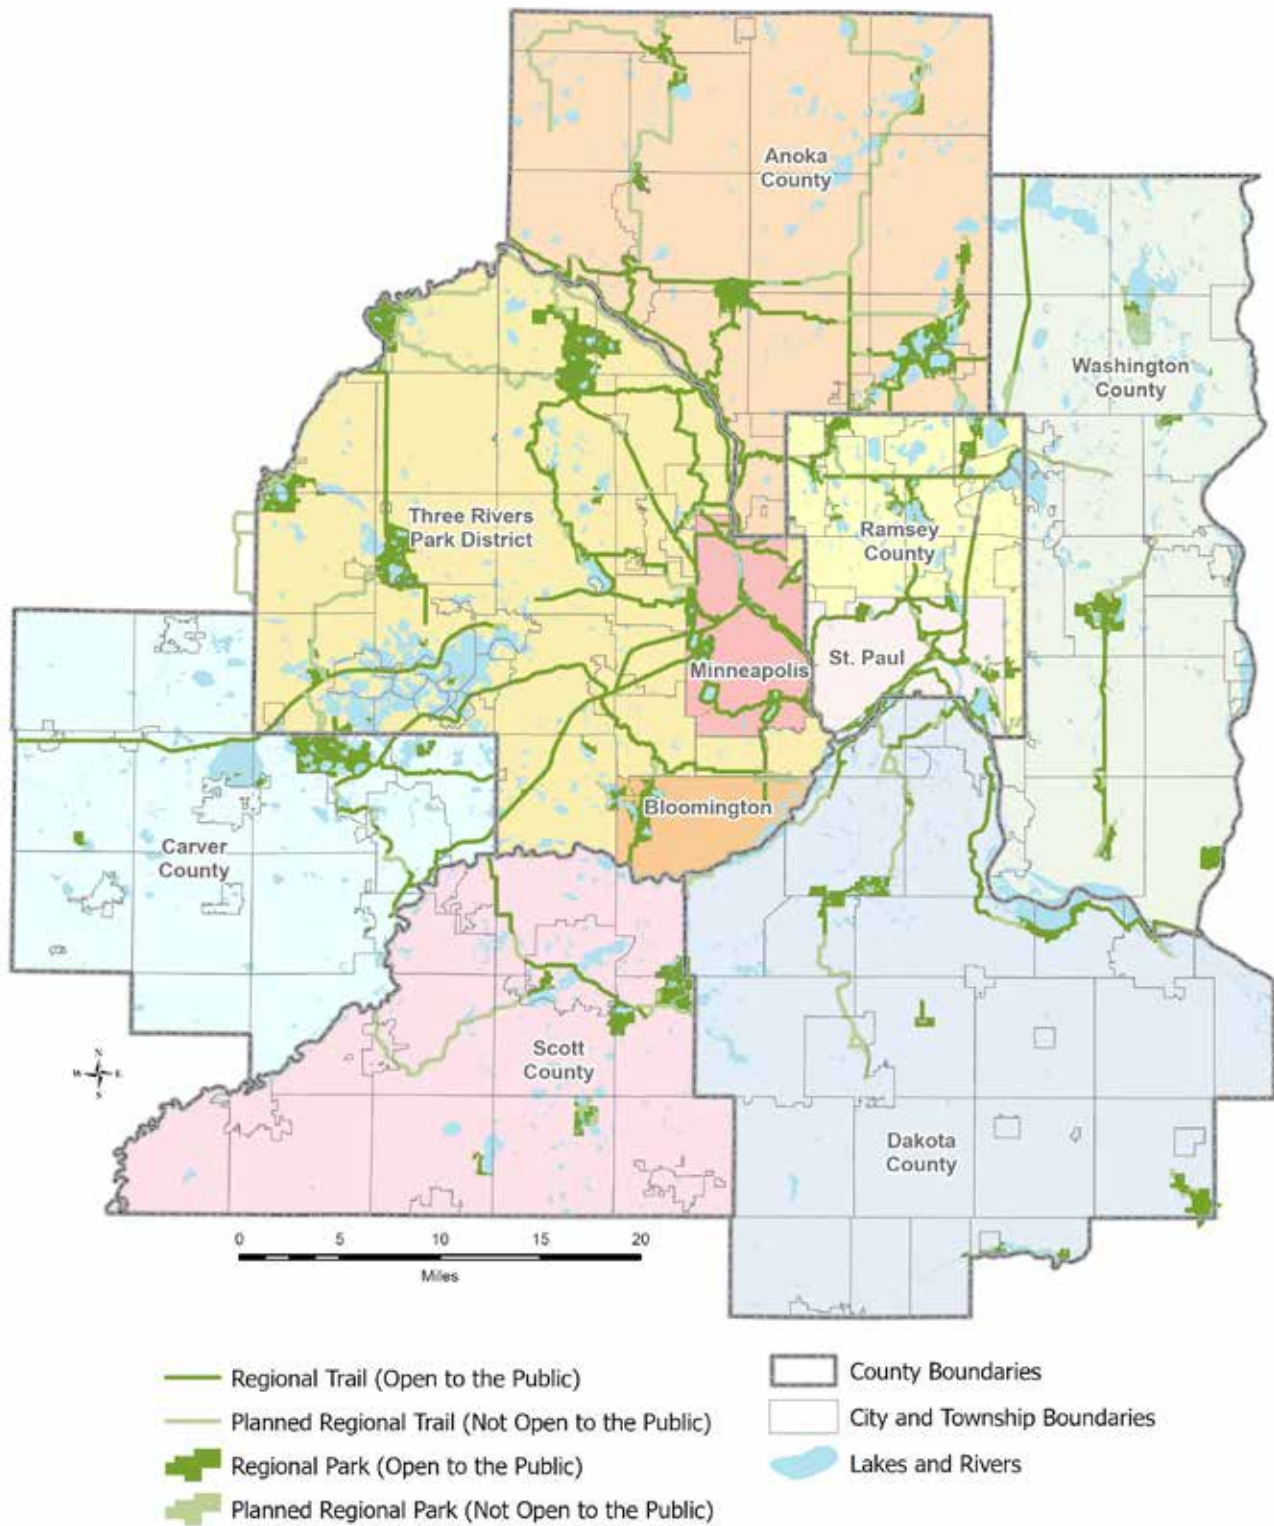 Anoka
County
Washington
County
Three Rivers
Park District
Ramsey
County
St. Paul
Minneapolis
Bloomington
Carver
County
Scott
County
Dakota
County
N
W E
S
0 5 10 15 20
Miles
Regional Trail (Open to the Public)
Planned Regional Trail (Not Open to the Public)
Regional Park (Open to the Public)
Planned Regional Park (Not Open to the Public)
County Boundaries
City and Township Boundaries
Lakes and Rivers